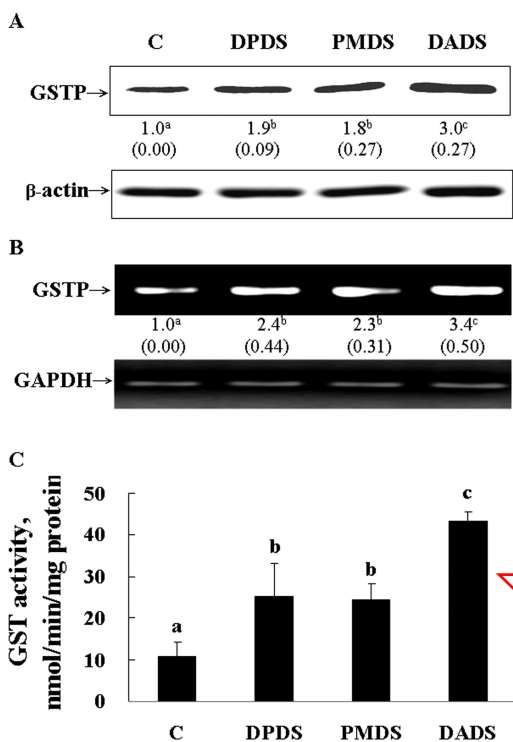 A
C DPDS PMDS DADS
GSTP→
1.0ᵃ 1.9ᵇ 1.8ᵇ 3.0ᶜ
(0.00) (0.09) (0.27) (0.27)
β-actin→
B
GSTP→
1.0ᵃ 2.4ᵇ 2.3ᵇ 3.4ᶜ
(0.00) (0.44) (0.31) (0.50)
GAPDH→
C
GST activity,
nmol/min/mg protein
50
40
30
20
10
0
a b b c
C DPDS PMDS DADS